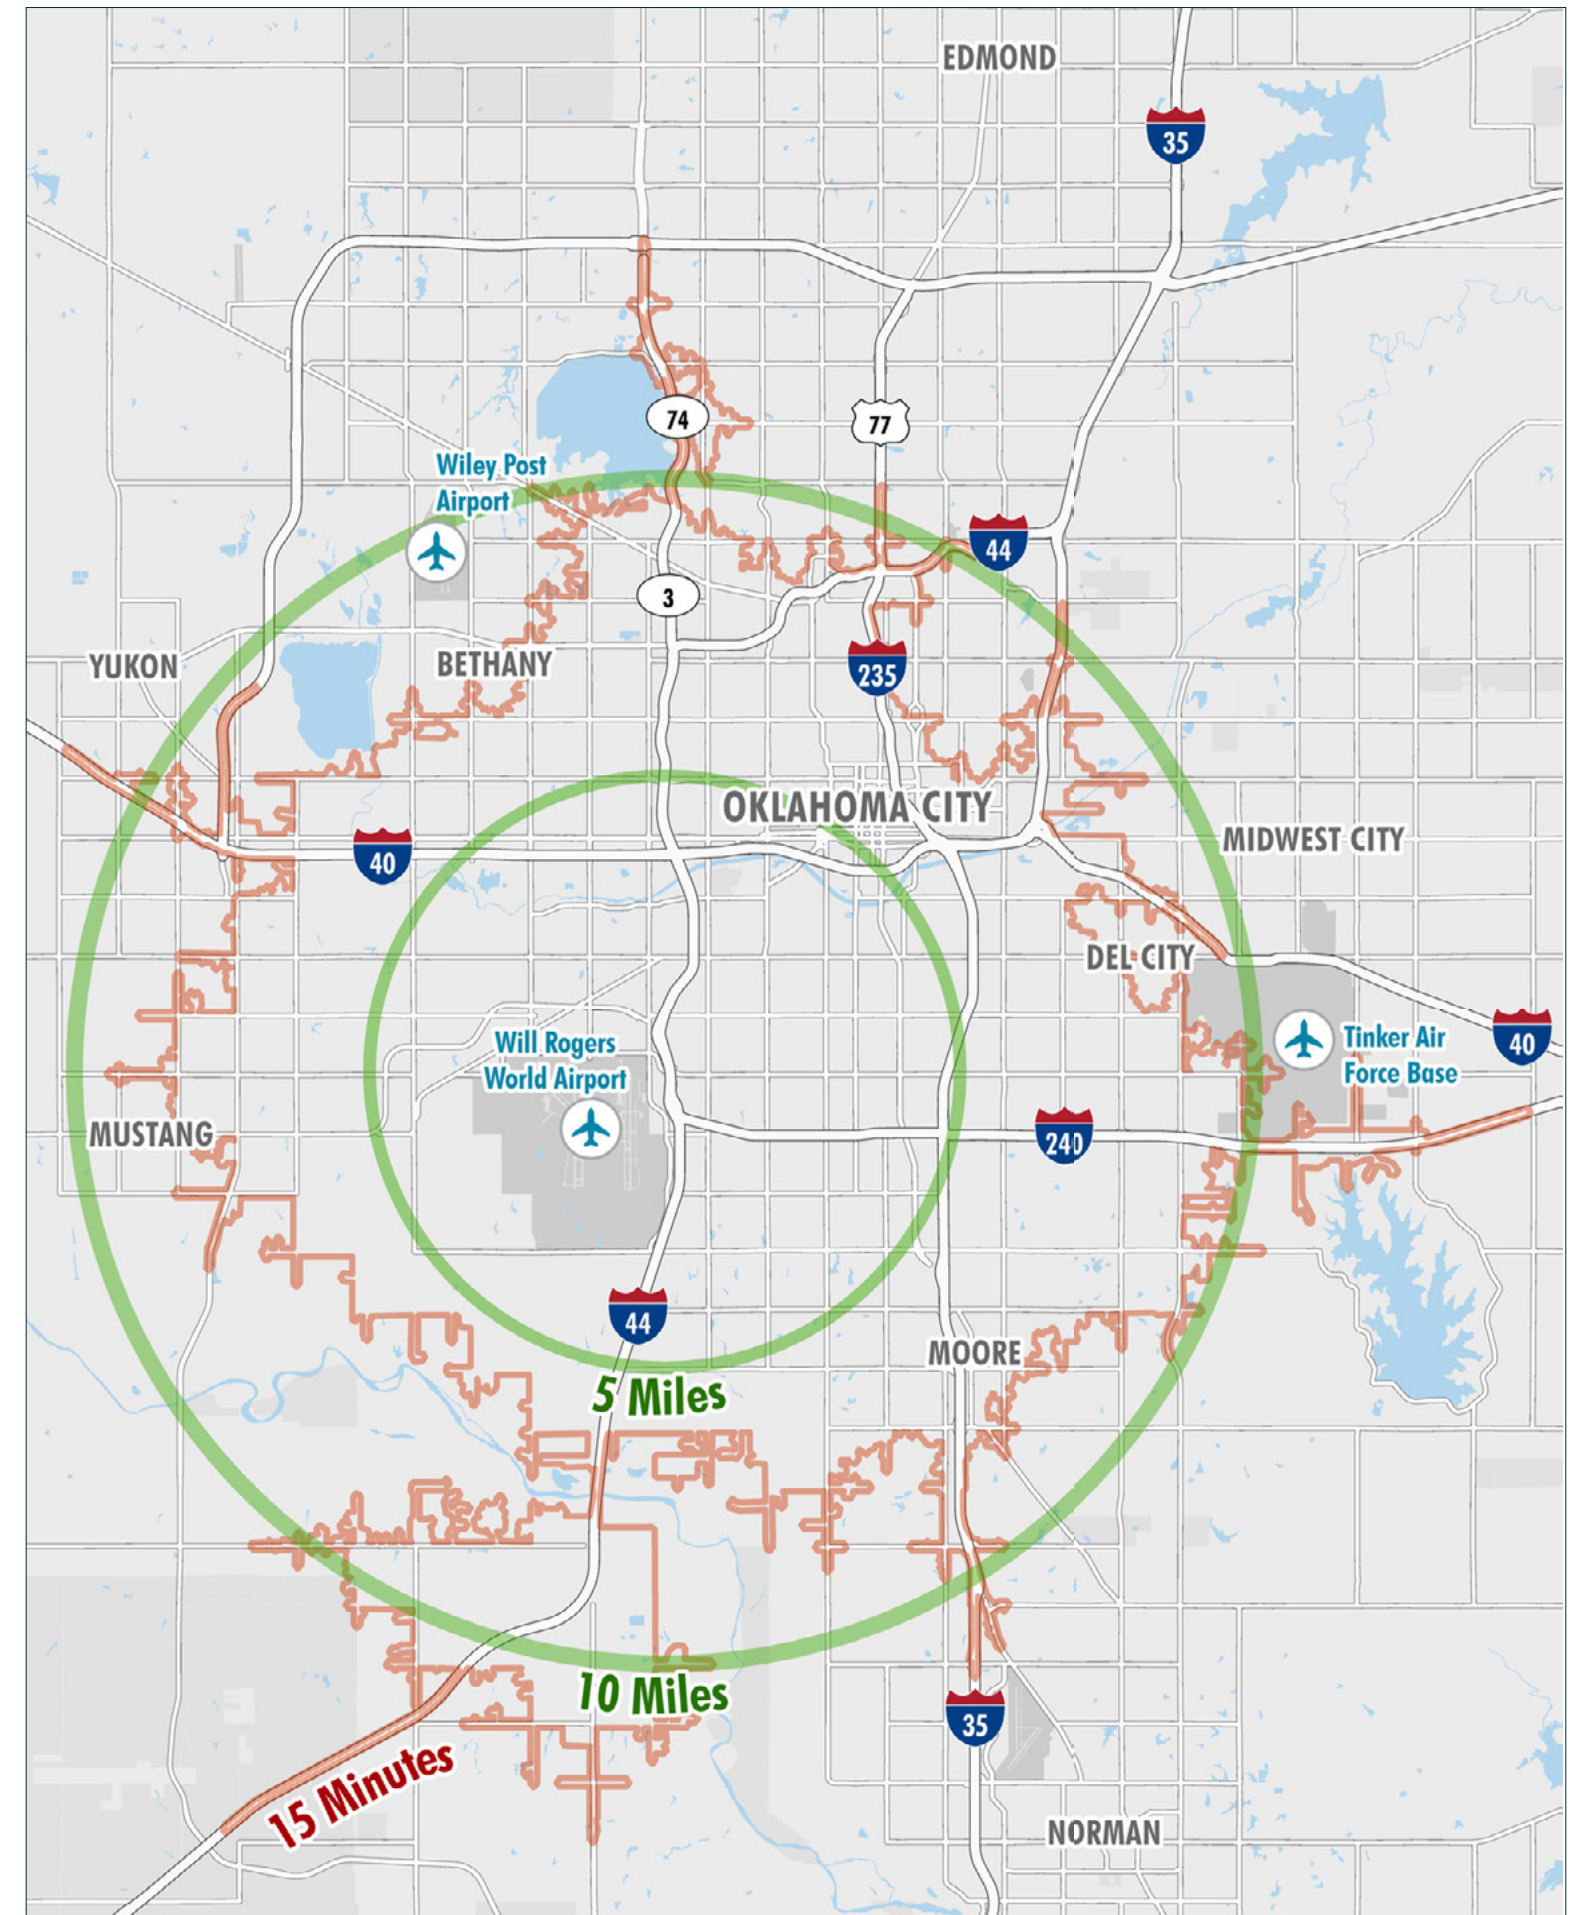 EDMOND
35
74
77
Wiley Post
Airport
44
3
YUKON
BETHANY
235
OKLAHOMA CITY
40
MIDWEST CITY
DEL CITY
Will Rogers
World Airport
Tinker Air
Force Base
40
MUSTANG
240
44
MOORE
5 Miles
10 Miles
35
15 Minutes
NORMAN